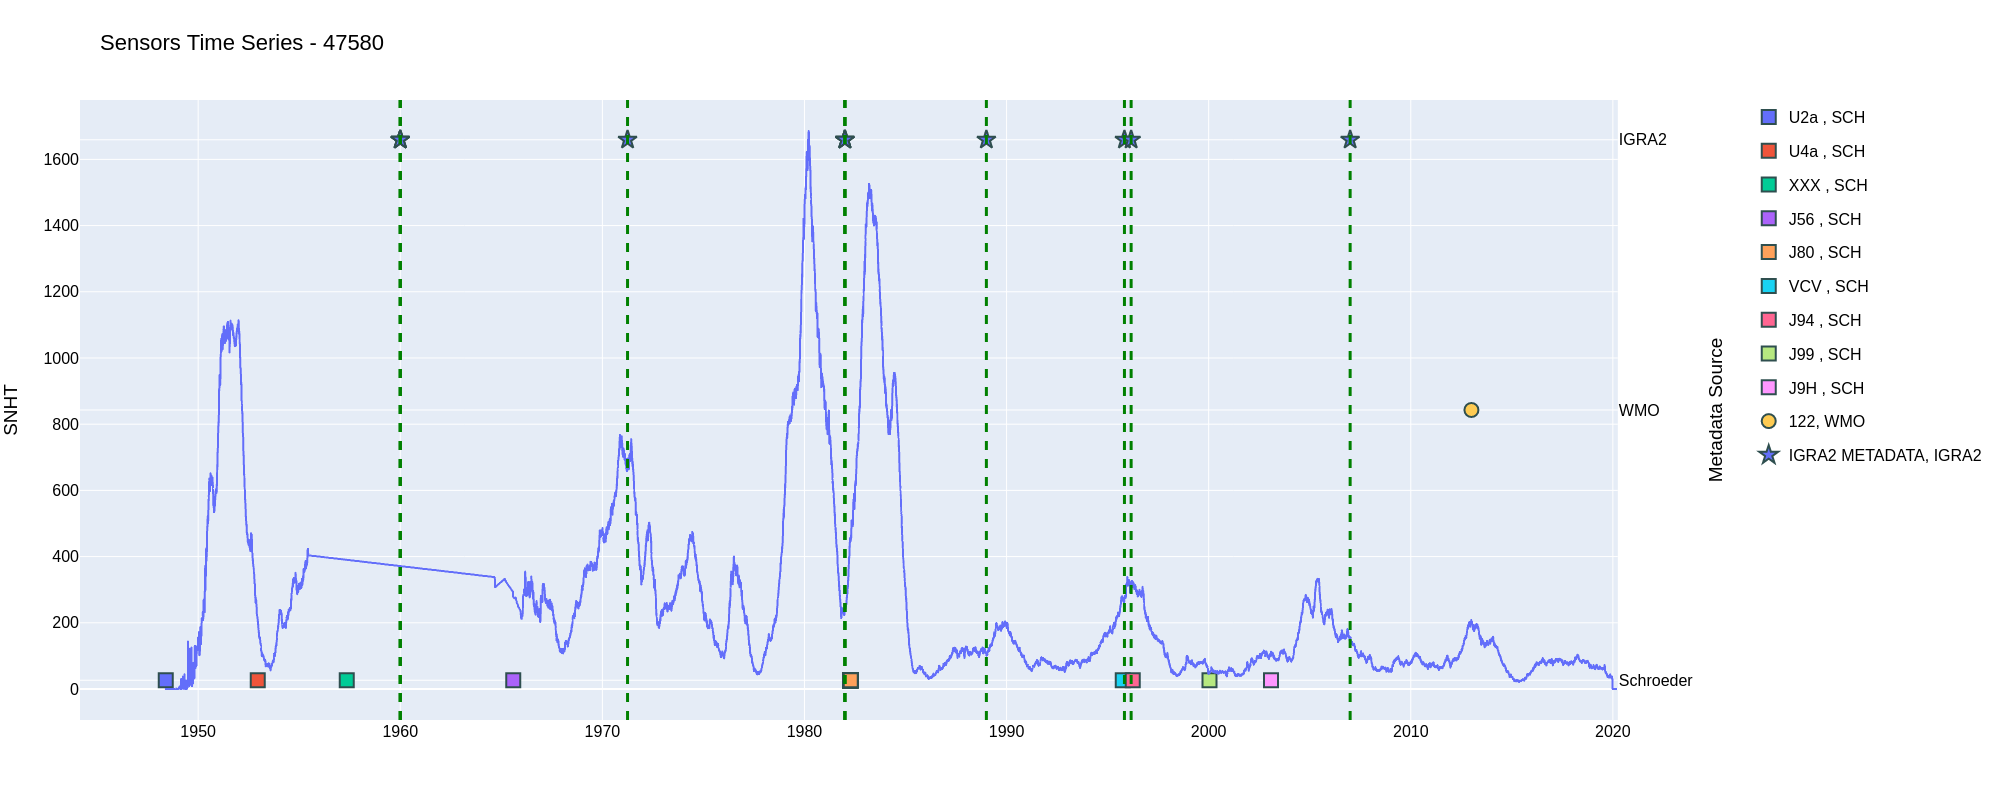 Sensors Time Series - 47580
SNHT
1600
1400
1200
1000
800
600
400
200
0
1950
1960
1970
1980
1990
2000
2010
2020
IGRA2
WMO
Schroeder
Metadata Source
U2a , SCH
U4a , SCH
XXX , SCH
J56 , SCH
J80 , SCH
VCV , SCH
J94 , SCH
J99 , SCH
J9H , SCH
122, WMO
IGRA2 METADATA, IGRA2